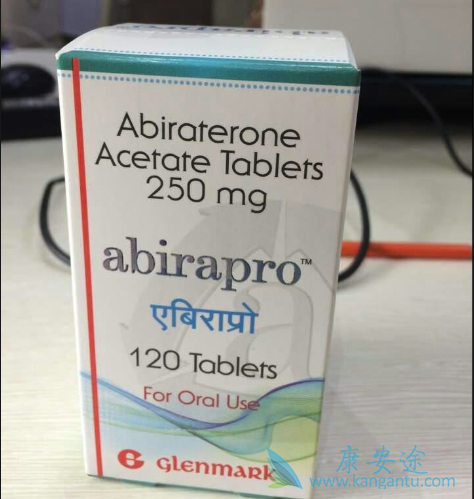 Abiraterone
Acetate Tablets
250 mg
abirapro™
एबिराप्रो
120 Tablets
For Oral Use
G glenmark
康安途
www.kangantu.com